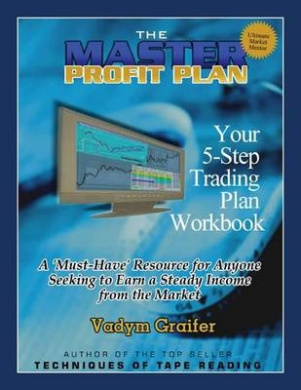 THE
MASTER
PROFIT PLAN
Ultimate
Market
Mentor
Your
5-Step
Trading
Plan
Workbook
A 'Must-Have' Resource for Anyone
Seeking to Earn a Steady Income
from the Market
Vadym Graifer
AUTHOR OF THE TOP SELLER
TECHNIQUES OF TAPE READING